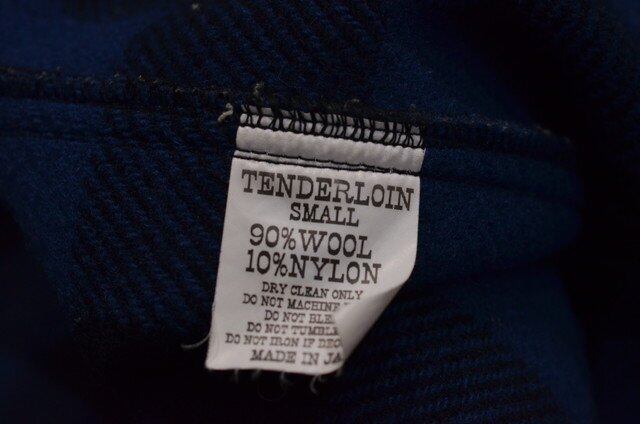 TENDERLOIN
SMALL
90%WOOL
10%NYLON
DRY CLEAN ONLY
DO NOT MACHINE
DO NOT BLE
DO NOT TUMBLE
DO NOT IRON IF DEC
MADE IN JA